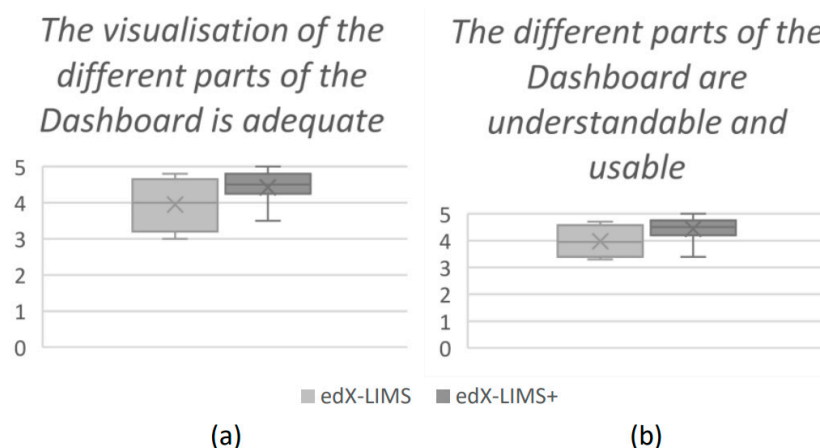 The visualisation of the
different parts of the
Dashboard is adequate
5
4
3
2
1
0
The different parts of the
Dashboard are
understandable and
usable
5
4
3
2
1
0
edX-LIMS edX-LIMS+
(a) (b)